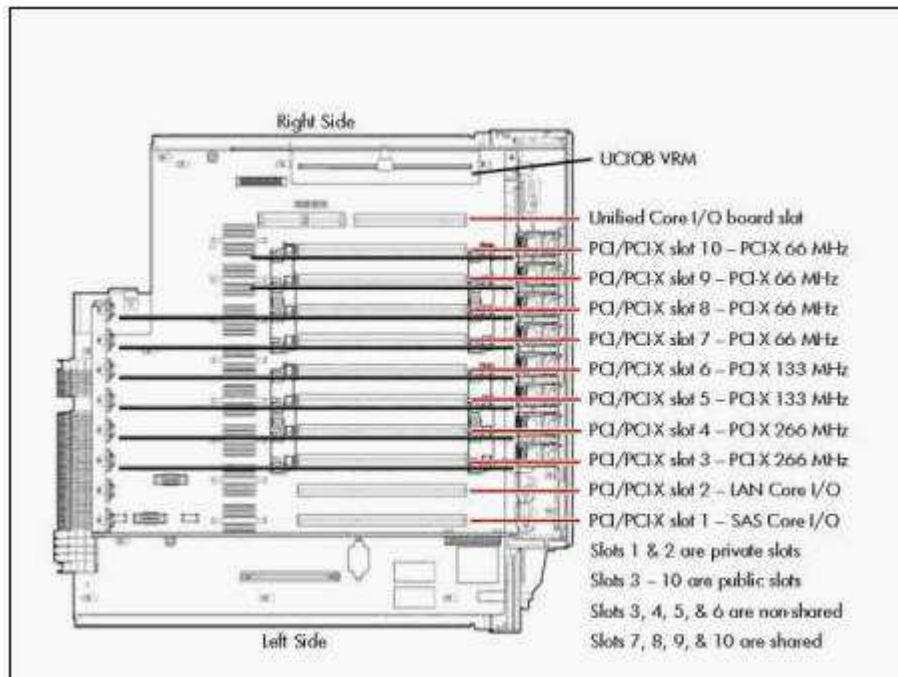 Right Side
UCIOB VRM
Unified Core I/O board slot
PCI/PCI-X slot 10 – PCI-X 66 MHz
PCI/PCI-X slot 9 – PCI-X 66 MHz
PCI/PCI-X slot 8 – PCI-X 66 MHz
PCI/PCI-X slot 7 – PCI-X 66 MHz
PCI/PCI-X slot 6 – PCI-X 133 MHz
PCI/PCI-X slot 5 – PCI-X 133 MHz
PCI/PCI-X slot 4 – PCI-X 266 MHz
PCI/PCI-X slot 3 – PCI-X 266 MHz
PCI/PCI-X slot 2 – LAN Core I/O
PCI/PCI-X slot 1 – SAS Core I/O
Slots 1 & 2 are private slots
Slots 3 – 10 are public slots
Slots 3, 4, 5, & 6 are non-shared
Slots 7, 8, 9, & 10 are shared
Left Side